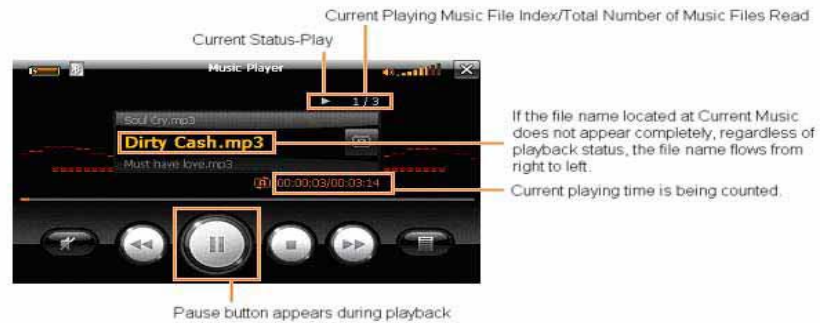 Current Playing Music File Index/Total Number of Music Files Read
Current Status-Play
Music Player
1 / 3
Soul Cry.mp3
Dirty Cash.mp3
Must have love.mp3
00:00:03/00:03:14
If the file name located at Current Music
does not appear completely, regardless of
playback status, the file name flows from
right to left.
Current playing time is being counted.
Pause button appears during playback